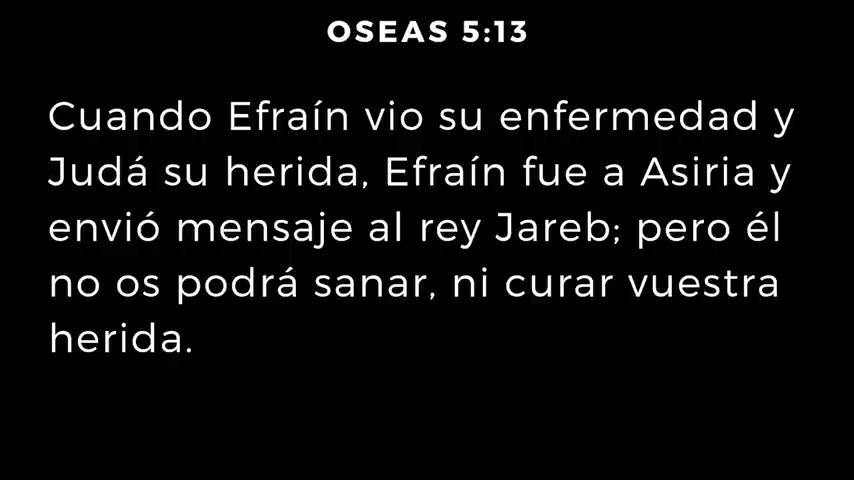 OSEAS 5:13
Cuando Efraín vio su enfermedad y
Judá su herida, Efraín fue a Asiria y
envió mensaje al rey Jareb; pero él
no os podrá sanar, ni curar vuestra
herida.